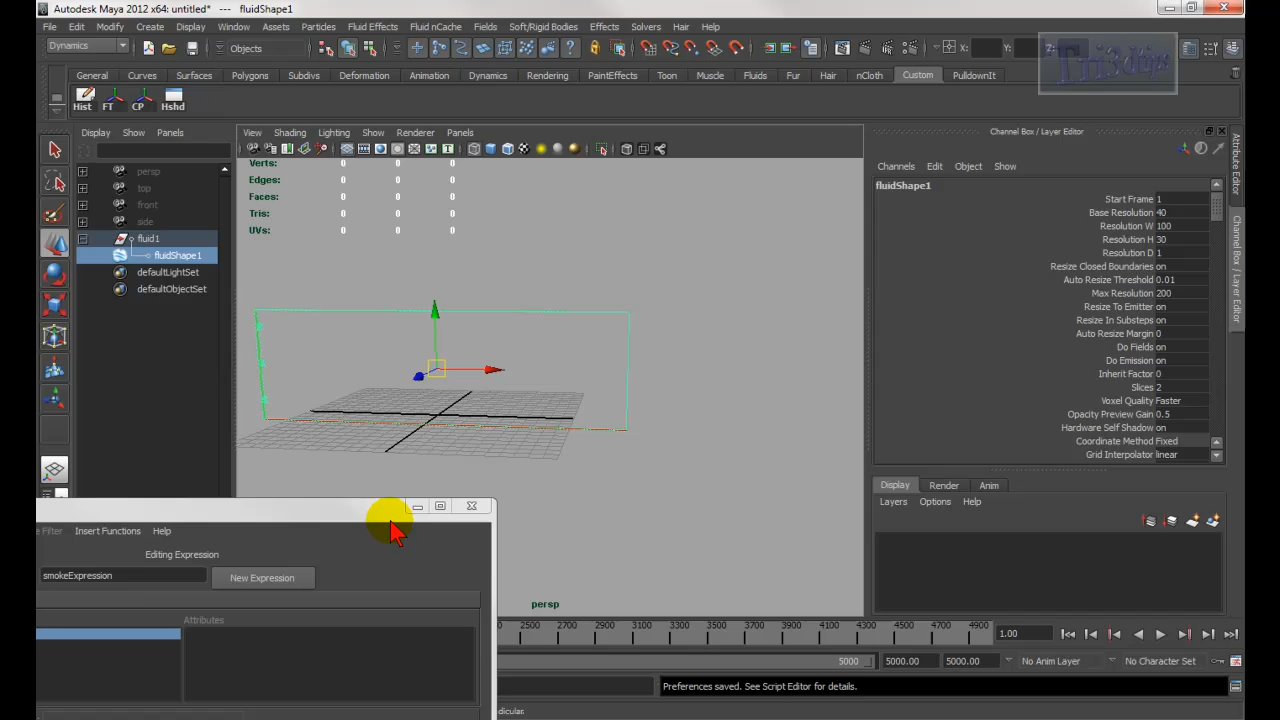 Autodesk Maya 2012 x64: untitled* --- fluidShape1
File Edit Modify Create Display Window Assets Particles Fluid Effects Fluid nCache Fields Soft/Rigid Bodies Effects Solvers Hair Help
Dynamics Objects X: Y: Z:
General Curves Surfaces Polygons Subdivs Deformation Animation Dynamics Rendering PaintEffects Toon Muscle Fluids Fur Hair nCloth Custom PulldownIt
Hist FT CP Hshd
Display Show Panels
View Shading Lighting Show Renderer Panels
Channel Box / Layer Editor
Channels Edit Object Show
Attribute Editor
Channel Box / Layer Editor
persp
top
front
side
fluid1
fluidShape1
defaultLightSet
defaultObjectSet
Verts: 0 0 0
Edges: 0 0 0
Faces: 0 0 0
Tris: 0 0 0
UVs: 0 0 0
persp
fluidShape1
Start Frame 1
Base Resolution 40
Resolution W 100
Resolution H 30
Resolution D 1
Resize Closed Boundaries on
Auto Resize Threshold 0.01
Max Resolution 200
Resize To Emitter on
Resize In Substeps on
Auto Resize Margin 0
Do Fields on
Do Emission on
Inherit Factor 0
Slices 2
Voxel Quality Faster
Opacity Preview Gain 0.5
Hardware Self Shadow on
Coordinate Method Fixed
Grid Interpolator linear
Display Render Anim
Layers Options Help
Insert Functions Help
Editing Expression
smokeExpression New Expression
Attributes
2500 2700 2900 3100 3300 3500 3700 3900 4100 4300 4500 4700 4900 1.00
5000 5000.00 5000.00 No Anim Layer No Character Set
Preferences saved. See Script Editor for details.